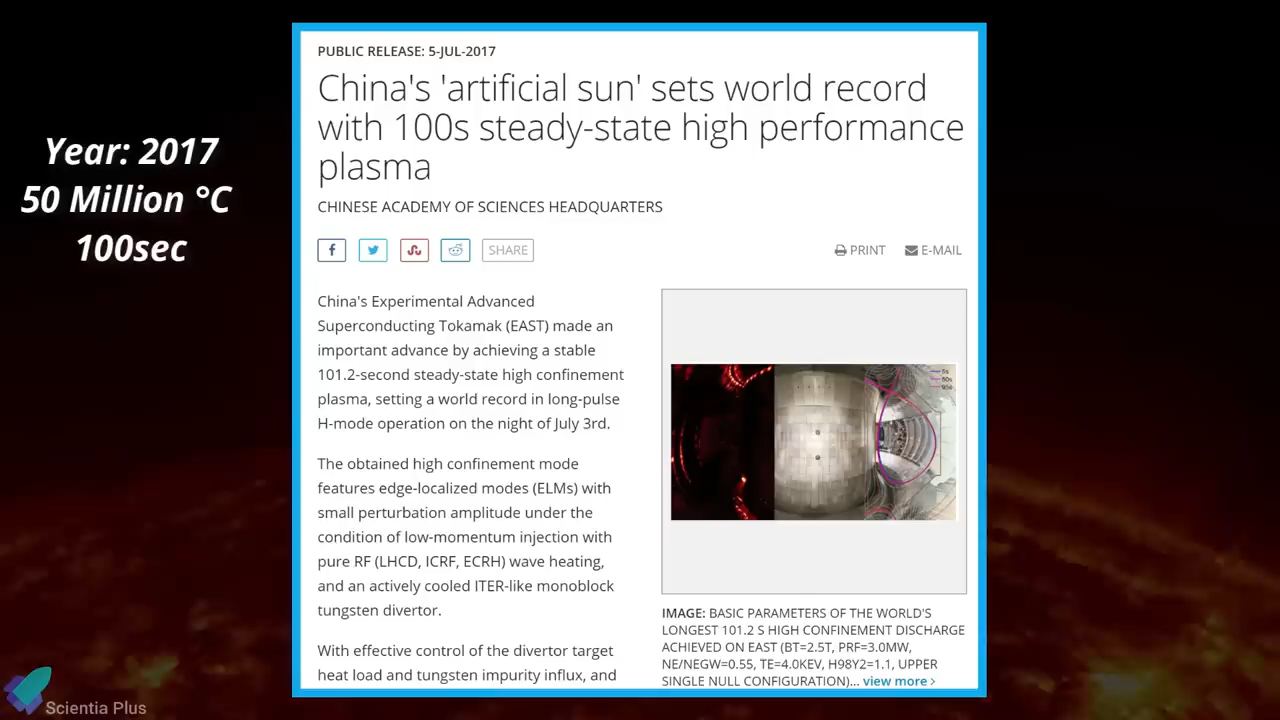 Year: 2017
50 Million °C
100sec
PUBLIC RELEASE: 5-JUL-2017
China's 'artificial sun' sets world record
with 100s steady-state high performance
plasma
CHINESE ACADEMY OF SCIENCES HEADQUARTERS
SHARE
PRINT
E-MAIL
China's Experimental Advanced
Superconducting Tokamak (EAST) made an
important advance by achieving a stable
101.2-second steady-state high confinement
plasma, setting a world record in long-pulse
H-mode operation on the night of July 3rd.
The obtained high confinement mode
features edge-localized modes (ELMs) with
small perturbation amplitude under the
condition of low-momentum injection with
pure RF (LHCD, ICRF, ECRH) wave heating,
and an actively cooled ITER-like monoblock
tungsten divertor.
With effective control of the divertor target
heat load and tungsten impurity influx, and
IMAGE: BASIC PARAMETERS OF THE WORLD'S
LONGEST 101.2 S HIGH CONFINEMENT DISCHARGE
ACHIEVED ON EAST (BT=2.5T, PRF=3.0MW,
NE/NEGW=0.55, TE=4.0KEV, H98Y2=1.1, UPPER
SINGLE NULL CONFIGURATION)... view more >
Scientia Plus